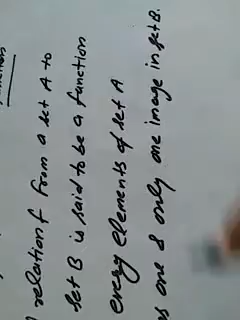 relation f from a set A to
set B is said to be a function
every elements of set A
one & only one image in set B.